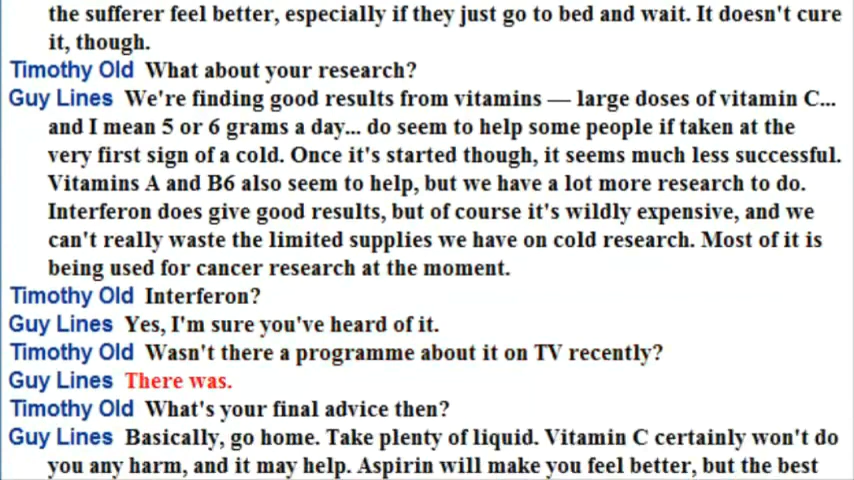 the sufferer feel better, especially if they just go to bed and wait. It doesn't cure
it, though.
Timothy Old What about your research?
Guy Lines We're finding good results from vitamins — large doses of vitamin C...
and I mean 5 or 6 grams a day... do seem to help some people if taken at the
very first sign of a cold. Once it's started though, it seems much less successful.
Vitamins A and B6 also seem to help, but we have a lot more research to do.
Interferon does give good results, but of course it's wildly expensive, and we
can't really waste the limited supplies we have on cold research. Most of it is
being used for cancer research at the moment.
Timothy Old Interferon?
Guy Lines Yes, I'm sure you've heard of it.
Timothy Old Wasn't there a programme about it on TV recently?
Guy Lines There was.
Timothy Old What's your final advice then?
Guy Lines Basically, go home. Take plenty of liquid. Vitamin C certainly won't do
you any harm, and it may help. Aspirin will make you feel better, but the best